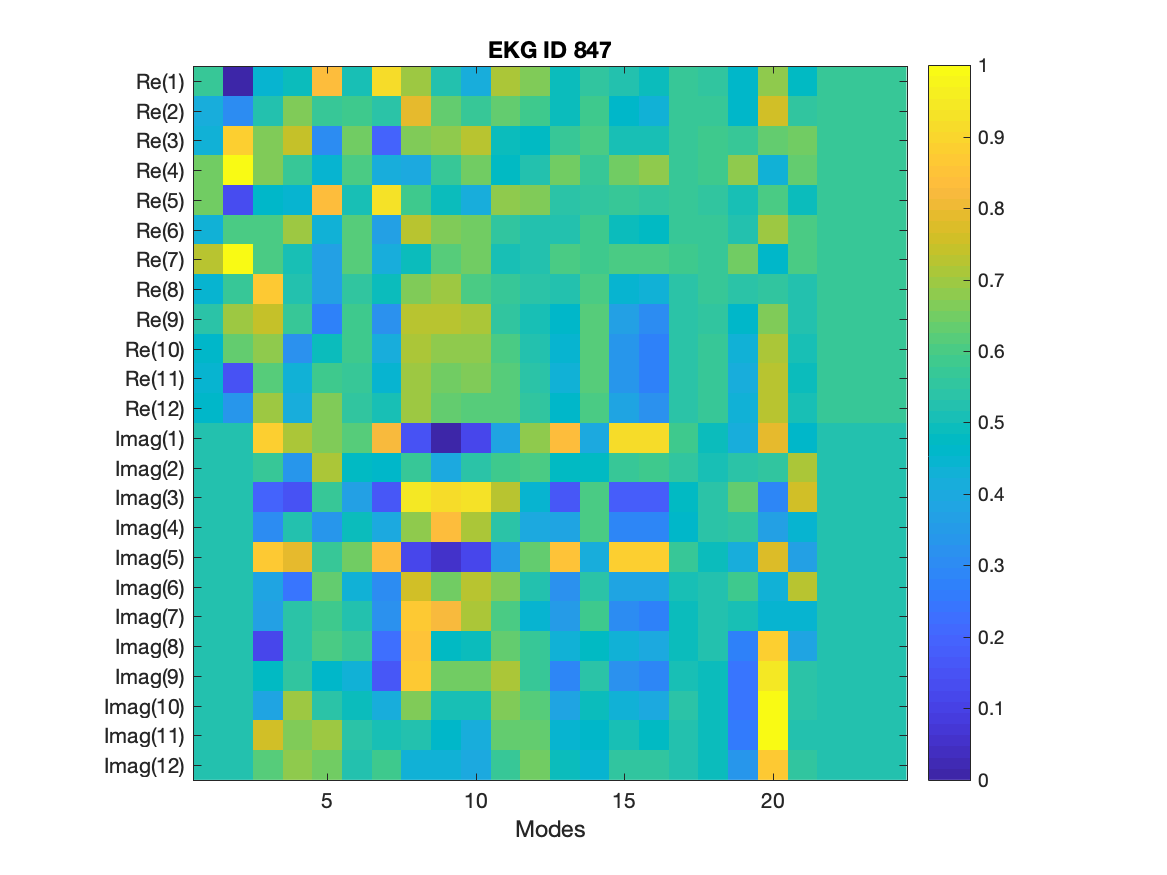 EKG ID 847
Re(1)
Re(2)
Re(3)
Re(4)
Re(5)
Re(6)
Re(7)
Re(8)
Re(9)
Re(10)
Re(11)
Re(12)
Imag(1)
Imag(2)
Imag(3)
Imag(4)
Imag(5)
Imag(6)
Imag(7)
Imag(8)
Imag(9)
Imag(10)
Imag(11)
Imag(12)
5 10 15 20
Modes
1
0.9
0.8
0.7
0.6
0.5
0.4
0.3
0.2
0.1
0